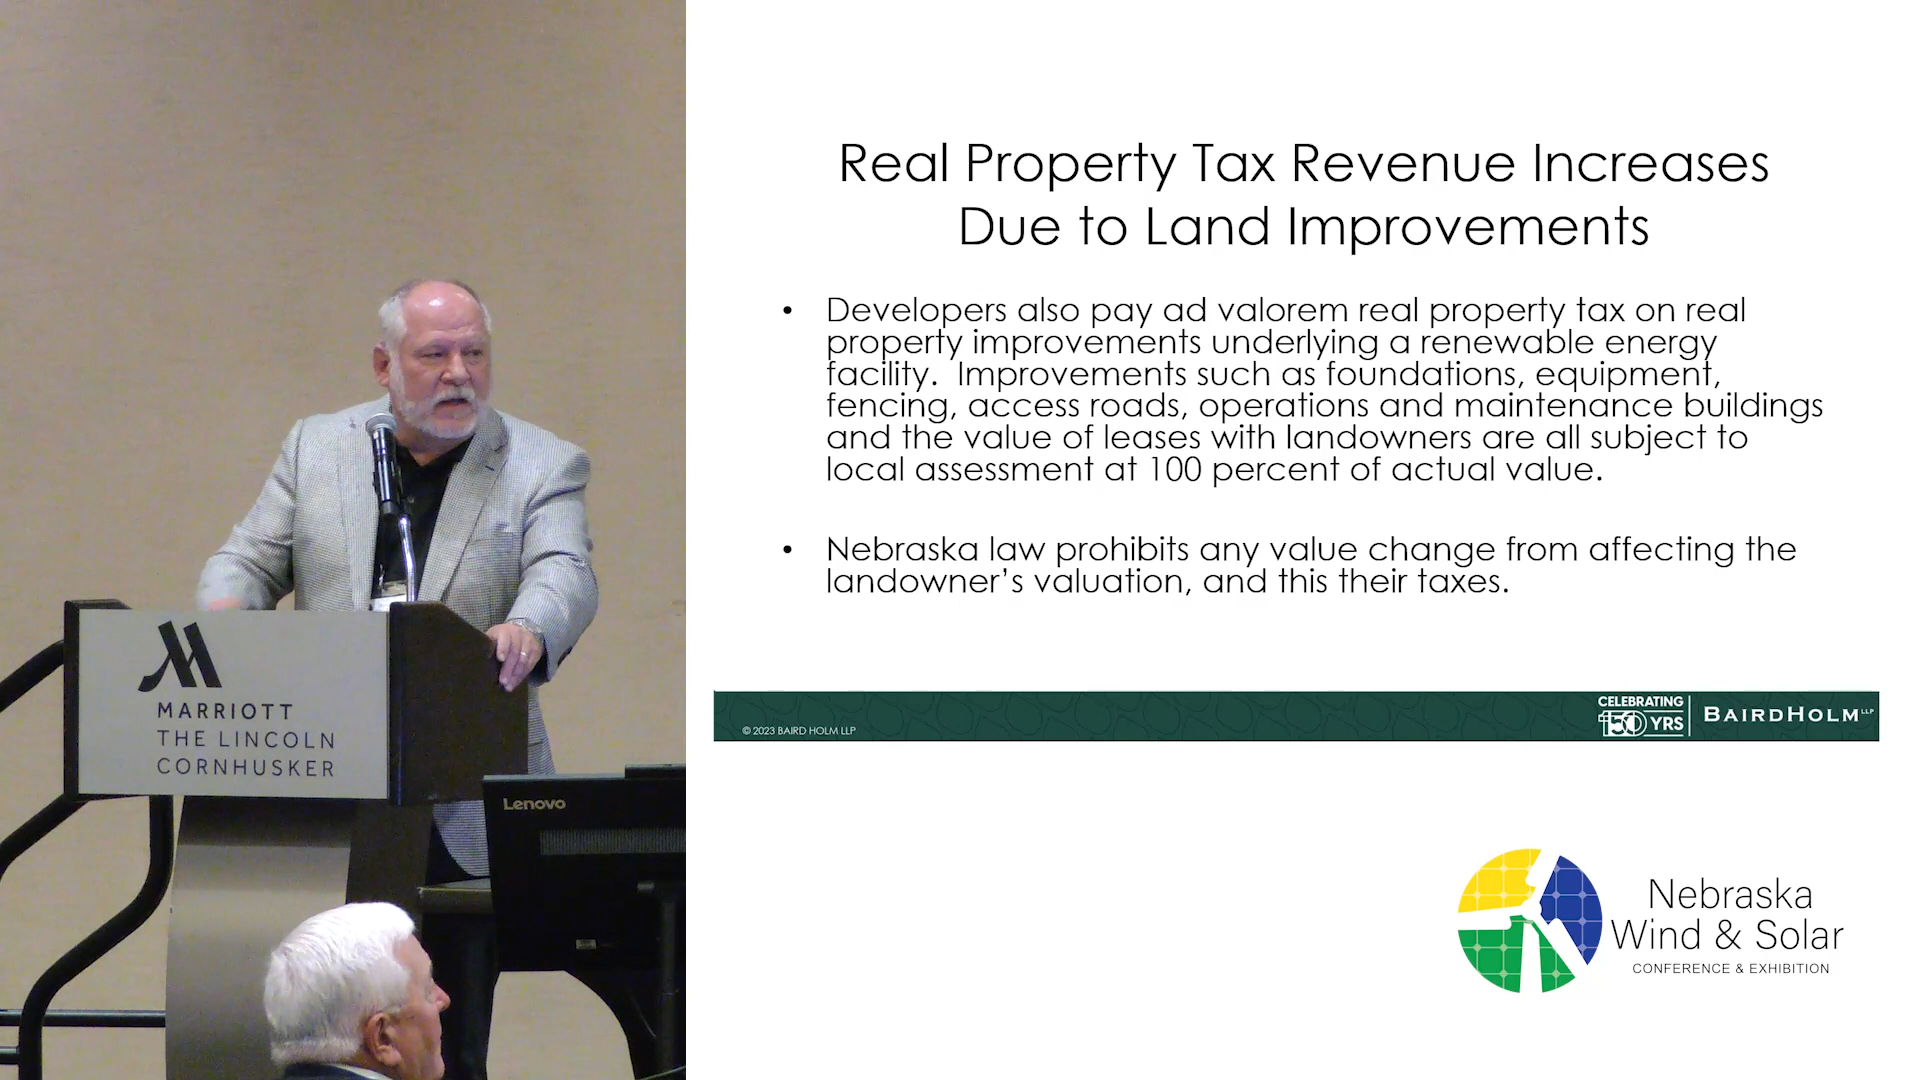 Real Property Tax Revenue Increases
Due to Land Improvements
• Developers also pay ad valorem real property tax on real
property improvements underlying a renewable energy
facility.  Improvements such as foundations, equipment,
fencing, access roads, operations and maintenance buildings
and the value of leases with landowners are all subject to
local assessment at 100 percent of actual value.
• Nebraska law prohibits any value change from affecting the
landowner's valuation, and this their taxes.
© 2023 BAIRD HOLM LLP
CELEBRATING
150 YRS
BAIRDHOLM LLP
MARRIOTT
THE LINCOLN
CORNHUSKER
Lenovo
Nebraska
Wind & Solar
CONFERENCE & EXHIBITION